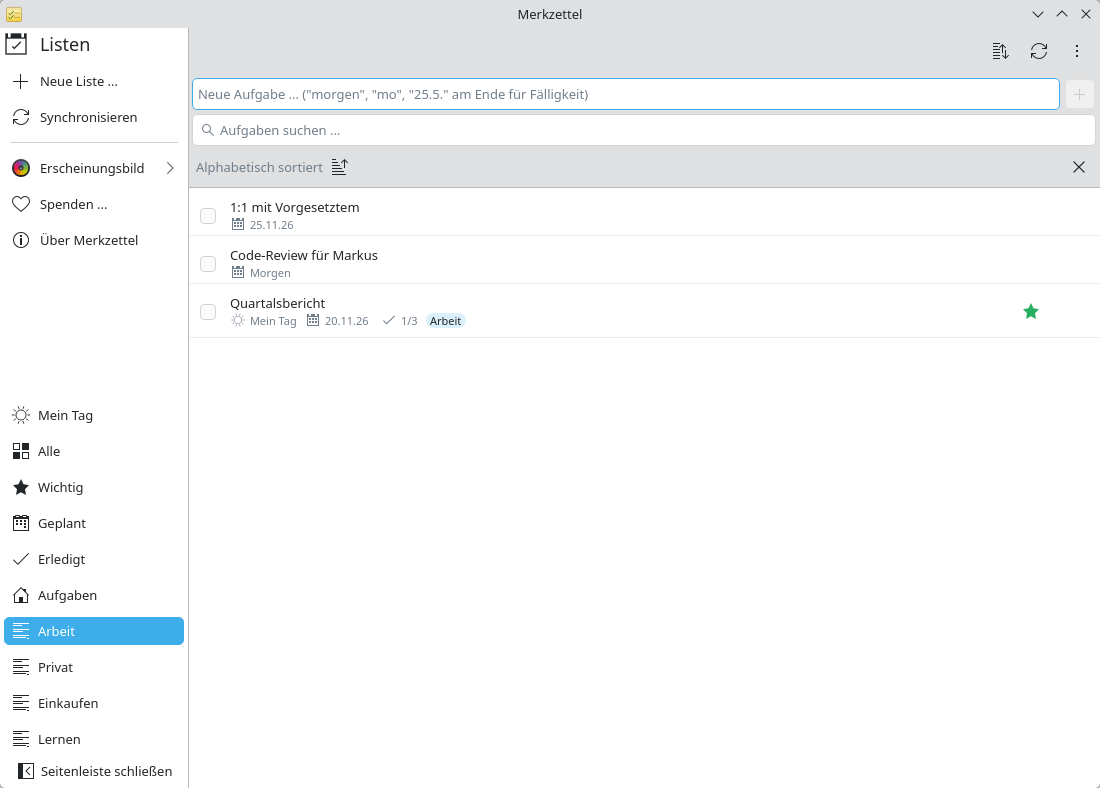 Merkzettel
Listen
Neue Liste ...
Synchronisieren
Erscheinungsbild
Spenden ...
Über Merkzettel
Mein Tag
Alle
Wichtig
Geplant
Erledigt
Aufgaben
Arbeit
Privat
Einkaufen
Lernen
Seitenleiste schließen
Neue Aufgabe ... ("morgen", "mo", "25.5." am Ende für Fälligkeit)
Aufgaben suchen ...
Alphabetisch sortiert
1:1 mit Vorgesetztem
25.11.26
Code-Review für Markus
Morgen
Quartalsbericht
Mein Tag 20.11.26 1/3 Arbeit